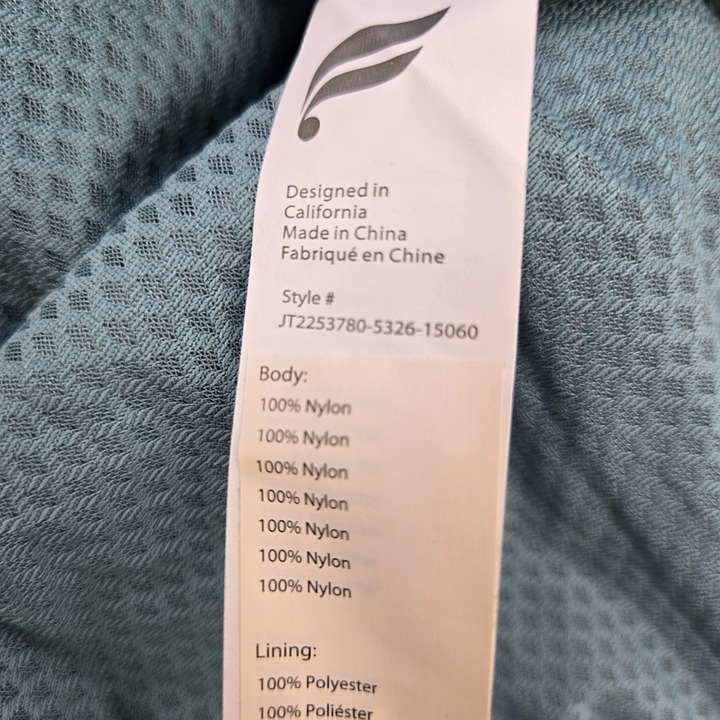 Designed in
California
Made in China
Fabriqué en Chine
Style #
JT2253780-5326-15060
Body:
100% Nylon
100% Nylon
100% Nylon
100% Nylon
100% Nylon
100% Nylon
100% Nylon
Lining:
100% Polyester
100% Poliéster